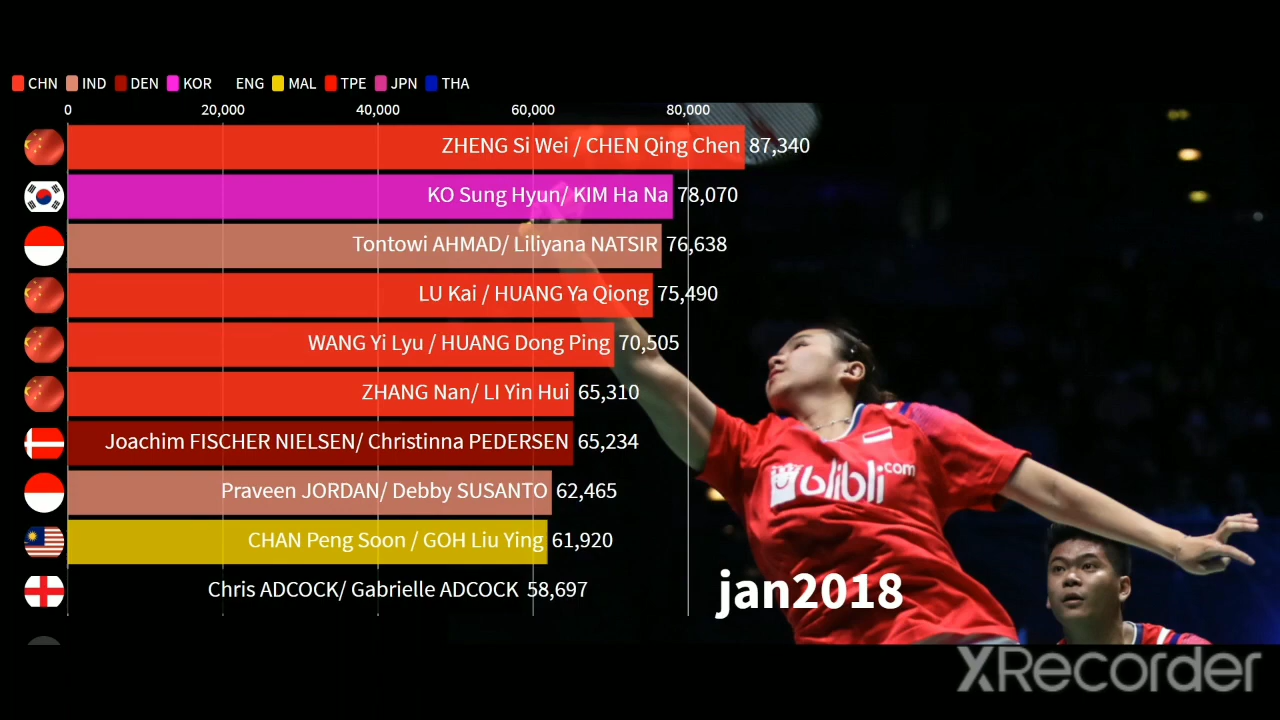 CHN IND DEN KOR ENG MAL TPE JPN THA
0 20,000 40,000 60,000 80,000
ZHENG Si Wei / CHEN Qing Chen 87,340
KO Sung Hyun/ KIM Ha Na 78,070
Tontowi AHMAD/ Liliyana NATSIR 76,638
LU Kai / HUANG Ya Qiong 75,490
WANG Yi Lyu / HUANG Dong Ping 70,505
ZHANG Nan/ LI Yin Hui 65,310
Joachim FISCHER NIELSEN/ Christinna PEDERSEN 65,234
Praveen JORDAN/ Debby SUSANTO 62,465
CHAN Peng Soon / GOH Liu Ying 61,920
Chris ADCOCK/ Gabrielle ADCOCK 58,697
blibli.com
jan2018
XRecorder